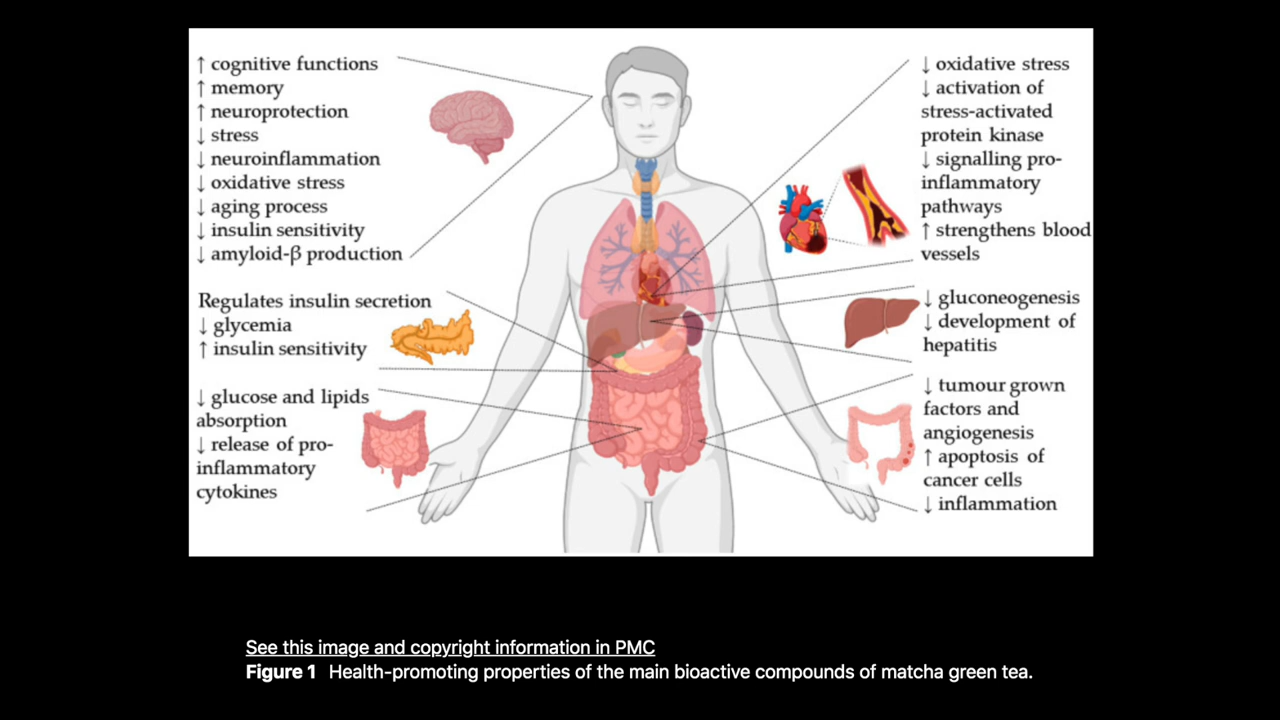 ↑ cognitive functions
↑ memory
↑ neuroprotection
↓ stress
↓ neuroinflammation
↓ oxidative stress
↓ aging process
↓ insulin sensitivity
↓ amyloid-β production
Regulates insulin secretion
↓ glycemia
↑ insulin sensitivity
↓ glucose and lipids
absorption
↓ release of pro-
inflammatory
cytokines
↓ oxidative stress
↓ activation of
stress-activated
protein kinase
↓ signalling pro-
inflammatory
pathways
↑ strengthens blood
vessels
↓ gluconeogenesis
↓ development of
hepatitis
↓ tumour grown
factors and
angiogenesis
↑ apoptosis of
cancer cells
↓ inflammation
See this image and copyright information in PMC
Figure 1 Health-promoting properties of the main bioactive compounds of matcha green tea.